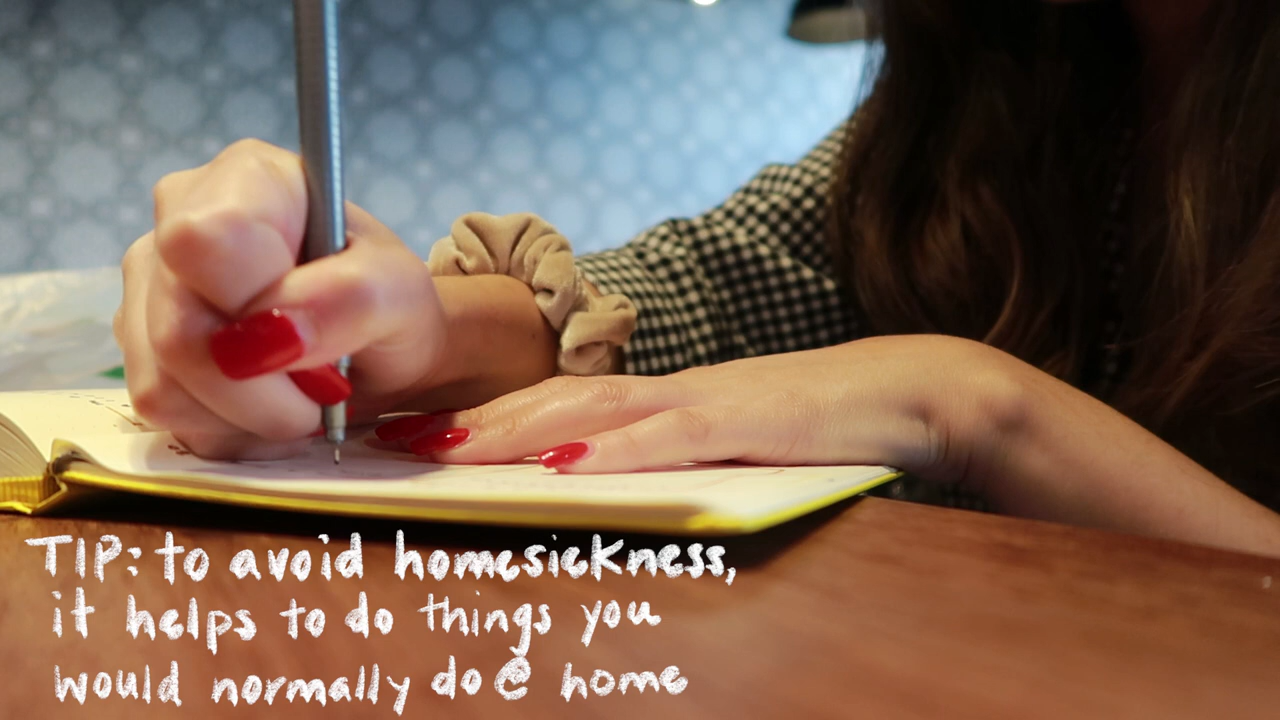 TIP: to avoid homesickness,
it helps to do things you
would normally do @ home